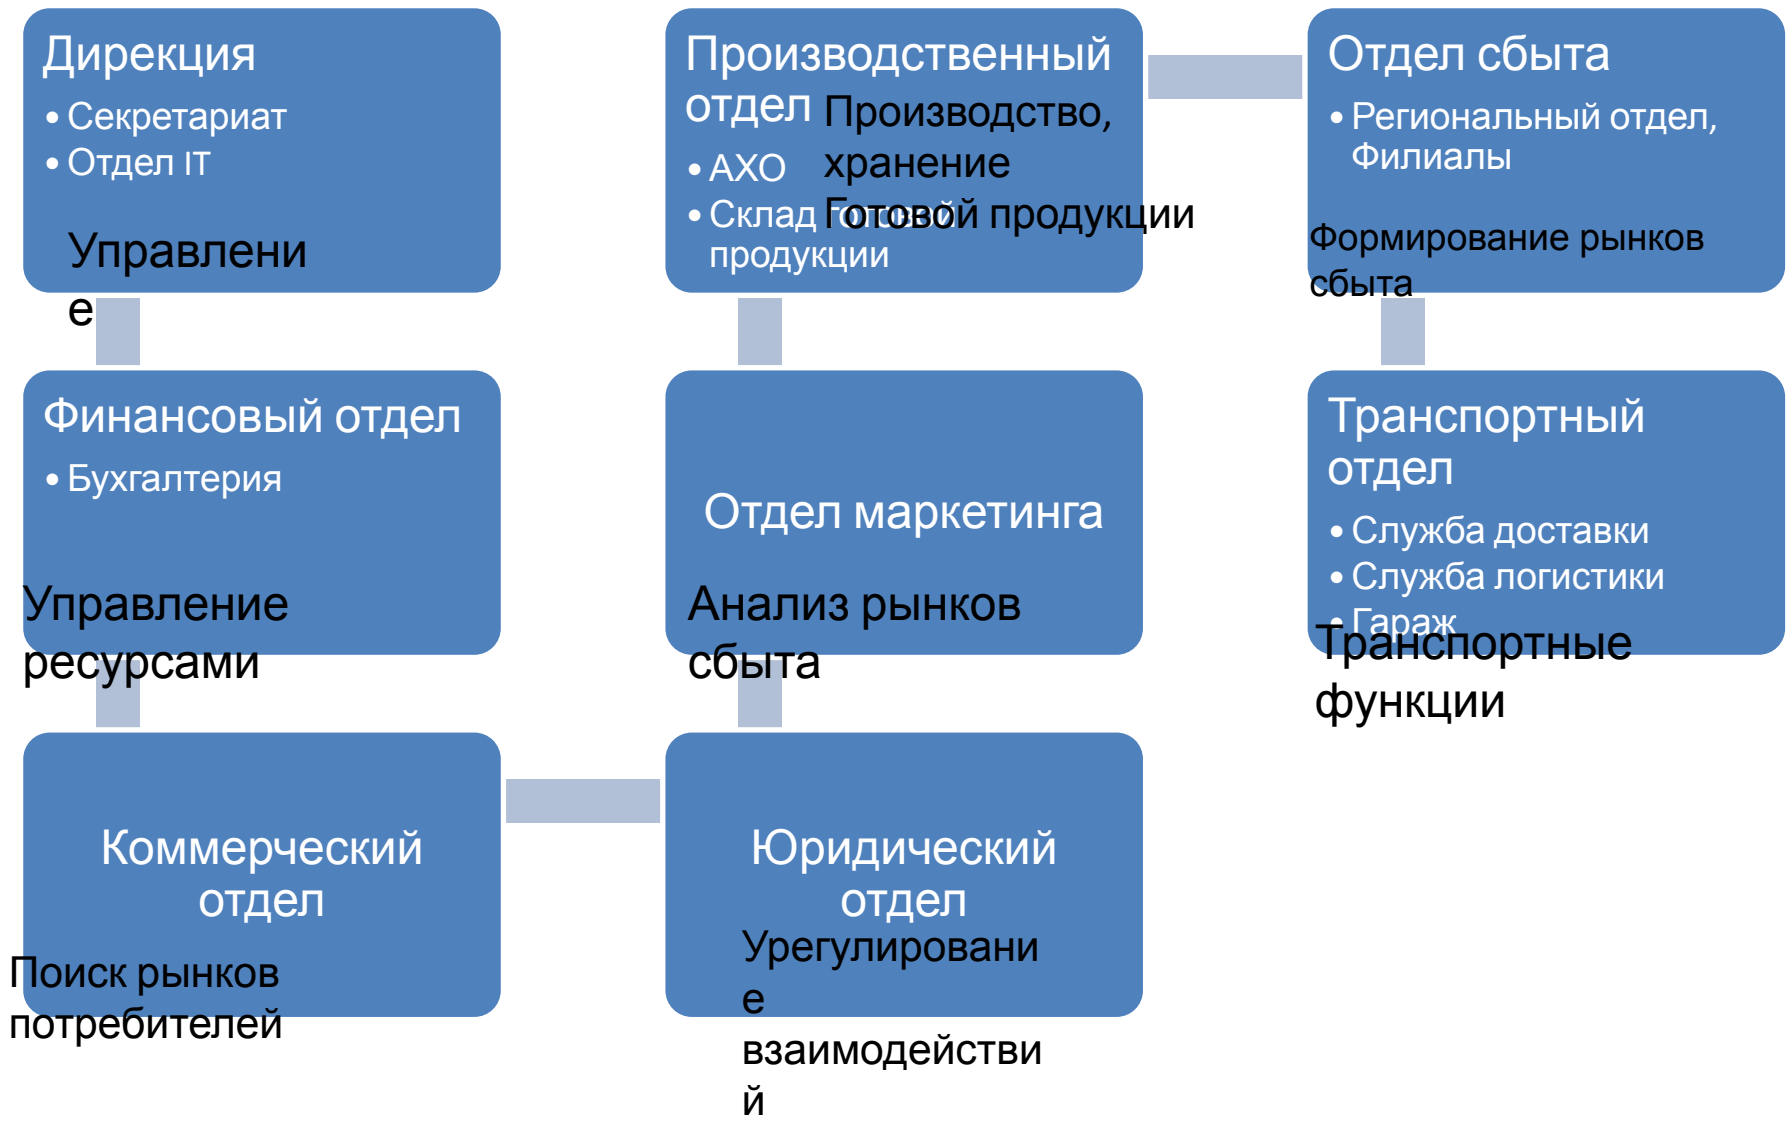 Дирекция
• Секретариат
• Отдел IT
Управлени
е
Финансовый отдел
• Бухгалтерия
Управление
ресурсами
Коммерческий
отдел
Поиск рынков
потребителей
Юридический
отдел
Урегулировани
е
взаимодействи
й
Отдел маркетинга
Анализ рынков
сбыта
Производственный
отдел
• АХО
• Склад готовой
продукции
Производство,
хранение
Готовой продукции
Отдел сбыта
• Региональный отдел,
Филиалы
Формирование рынков
сбыта
Транспортный
отдел
• Служба доставки
• Служба логистики
• Гараж
Транспортные
функции